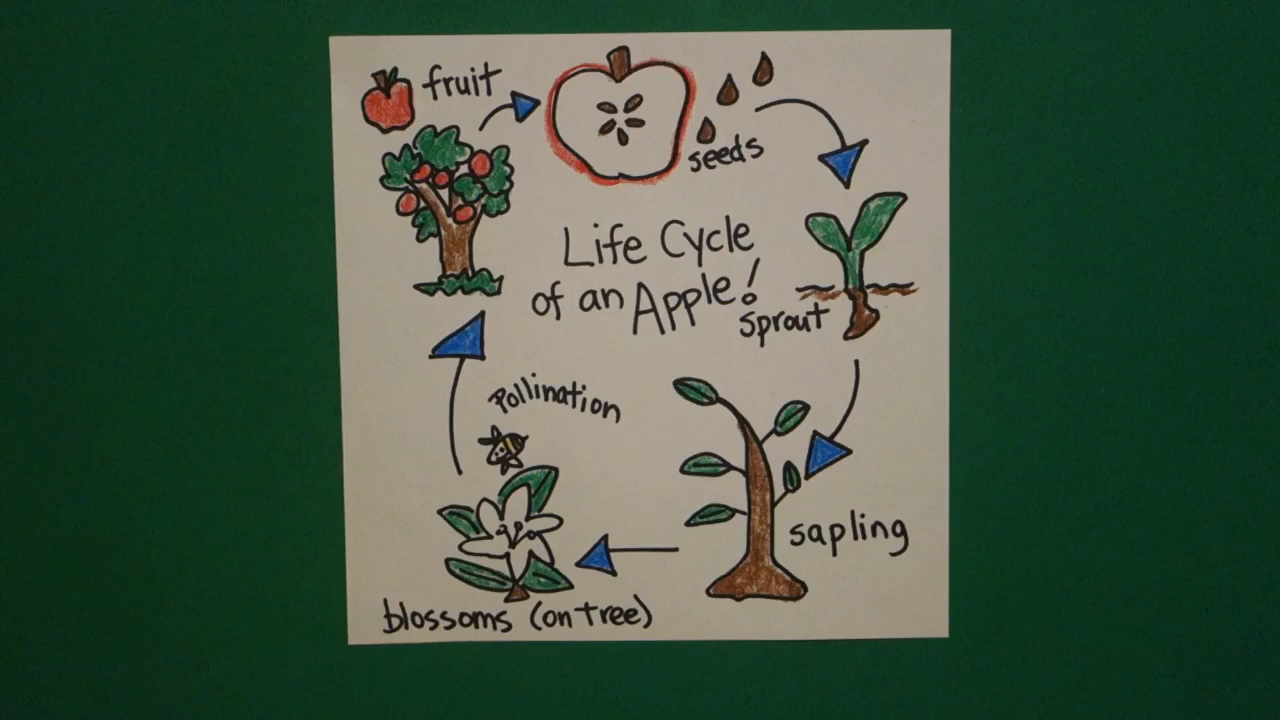 fruit
seeds
Life Cycle
of an Apple!
sprout
Pollination
sapling
blossoms (on tree)